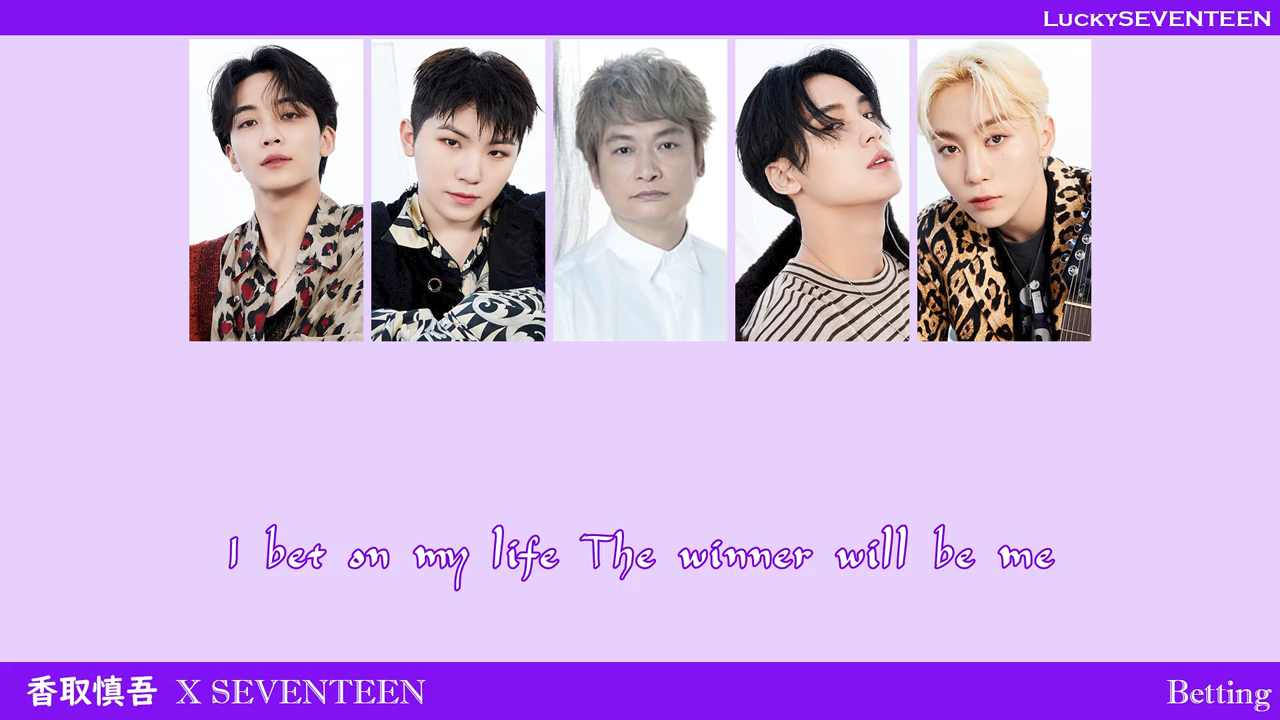 LuckySEVENTEEN
I bet on my life The winner will be me
香取慎吾 X SEVENTEEN
Betting